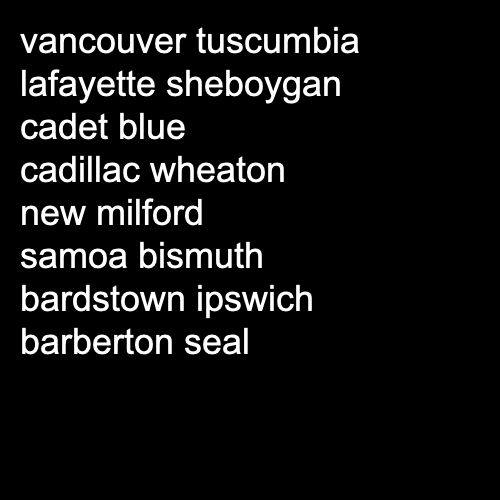 vancouver tuscumbia
lafayette sheboygan
cadet blue
cadillac wheaton
new milford
samoa bismuth
bardstown ipswich
barberton seal